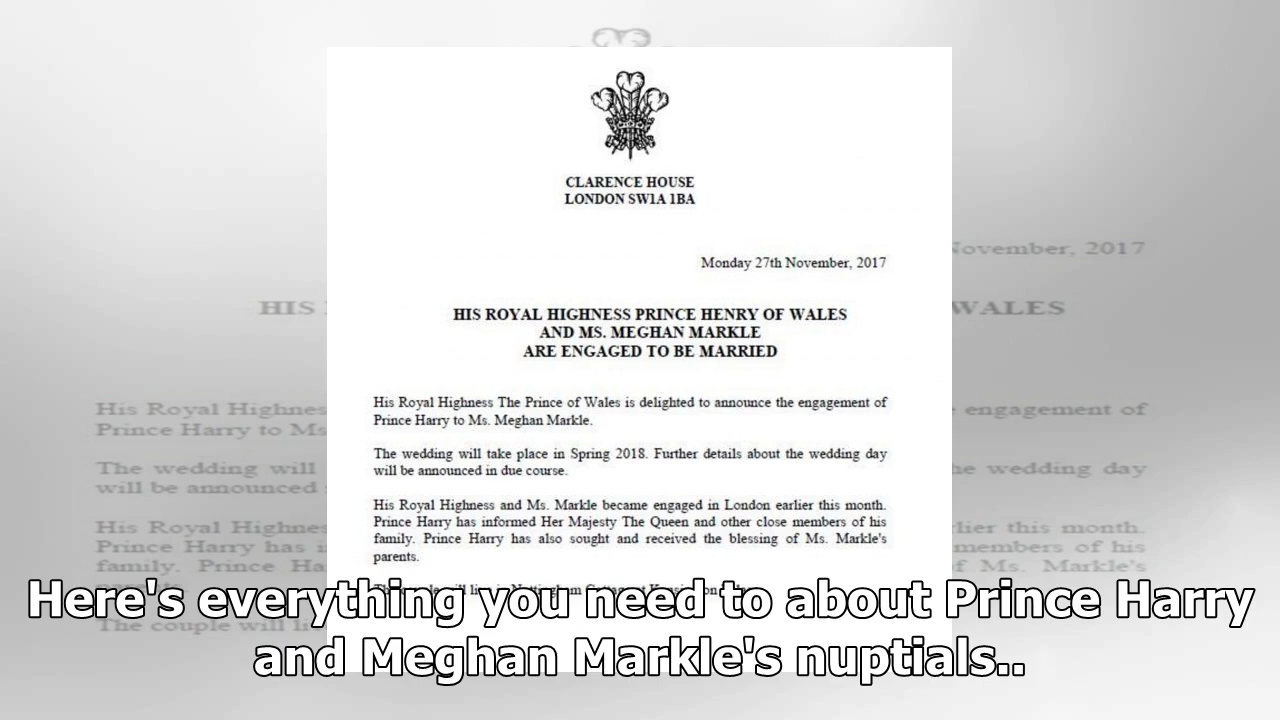 CLARENCE HOUSE
LONDON SW1A 1BA
Monday 27th November, 2017
HIS ROYAL HIGHNESS PRINCE HENRY OF WALES
AND MS. MEGHAN MARKLE
ARE ENGAGED TO BE MARRIED
His Royal Highness The Prince of Wales is delighted to announce the engagement of
Prince Harry to Ms. Meghan Markle.
The wedding will take place in Spring 2018. Further details about the wedding day
will be announced in due course.
His Royal Highness and Ms. Markle became engaged in London earlier this month.
Prince Harry has informed Her Majesty The Queen and other close members of his
family. Prince Harry has also sought and received the blessing of Ms. Markle's
parents.
Here's everything you need to about Prince Harry
and Meghan Markle's nuptials..